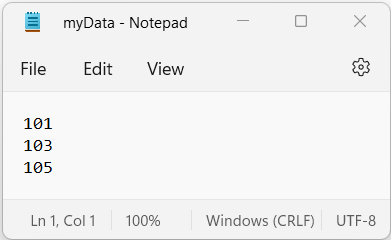 myData - Notepad
File Edit View
101
103
105
Ln 1, Col 1 100% Windows (CRLF) UTF-8